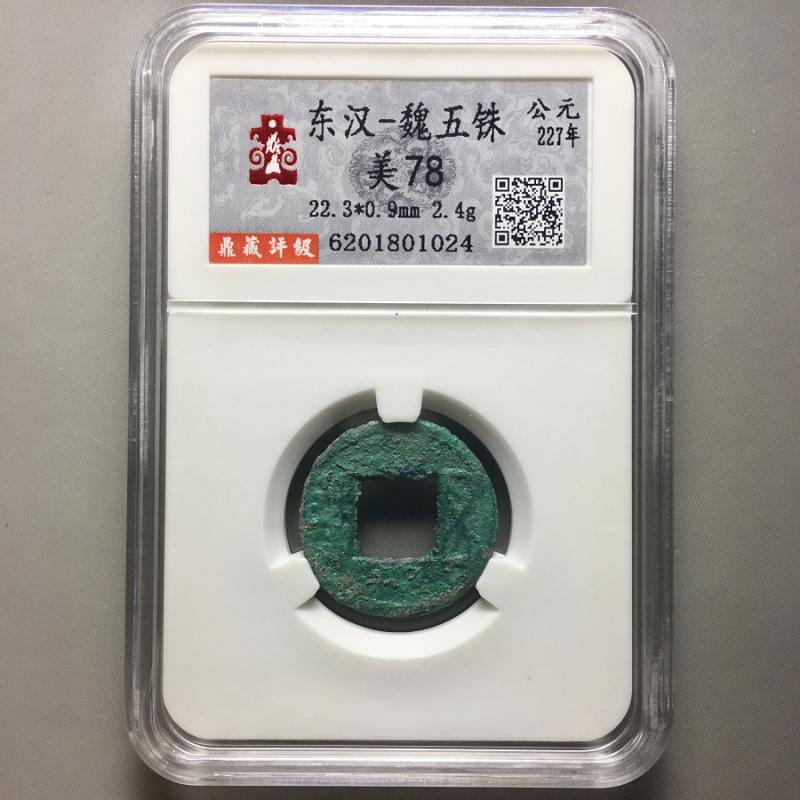 东汉-魏五铢
公元
227年
美78
22.3*0.9mm 2.4g
鼎藏評級 6201801024